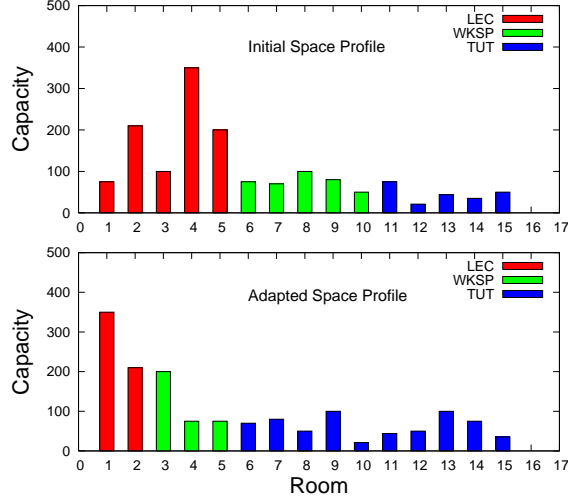 500
400
300
200
100
0
Capacity
Initial Space Profile
LEC
WKSP
TUT
0 1 2 3 4 5 6 7 8 9 10 11 12 13 14 15 16 17
500
400
300
200
100
0
Capacity
Adapted Space Profile
LEC
WKSP
TUT
0 1 2 3 4 5 6 7 8 9 10 11 12 13 14 15 16 17
Room